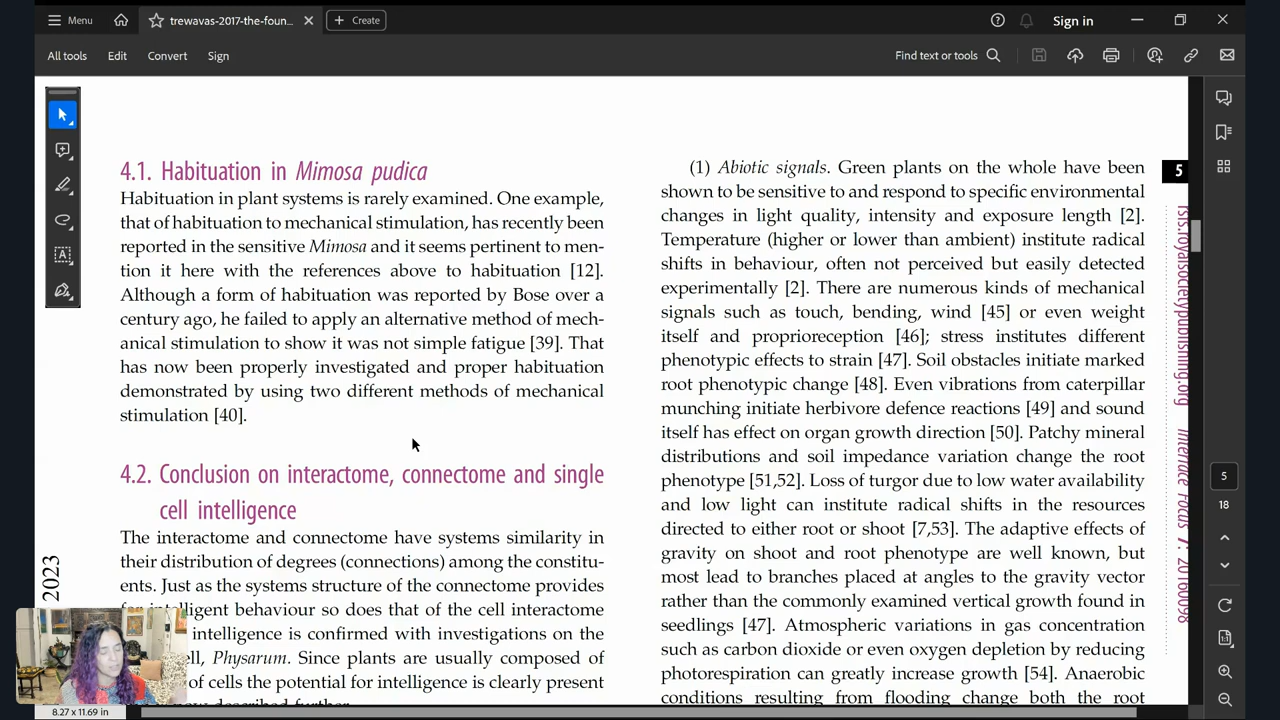 Menu
trewavas-2017-the-foun...
Create
Sign in
All tools
Edit
Convert
Sign
Find text or tools
4.1. Habituation in Mimosa pudica
Habituation in plant systems is rarely examined. One example,
that of habituation to mechanical stimulation, has recently been
reported in the sensitive Mimosa and it seems pertinent to men-
tion it here with the references above to habituation [12].
Although a form of habituation was reported by Bose over a
century ago, he failed to apply an alternative method of mech-
anical stimulation to show it was not simple fatigue [39]. That
has now been properly investigated and proper habituation
demonstrated by using two different methods of mechanical
stimulation [40].
4.2. Conclusion on interactome, connectome and single
cell intelligence
The interactome and connectome have systems similarity in
their distribution of degrees (connections) among the constitu-
ents. Just as the systems structure of the connectome provides
for intelligent behaviour so does that of the cell interactome
intelligence is confirmed with investigations on the
Physarum. Since plants are usually composed of
of cells the potential for intelligence is clearly present
now described further.
(1) Abiotic signals. Green plants on the whole have been
shown to be sensitive to and respond to specific environmental
changes in light quality, intensity and exposure length [2].
Temperature (higher or lower than ambient) institute radical
shifts in behaviour, often not perceived but easily detected
experimentally [2]. There are numerous kinds of mechanical
signals such as touch, bending, wind [45] or even weight
itself and proprioreception [46]; stress institutes different
phenotypic effects to strain [47]. Soil obstacles initiate marked
root phenotypic change [48]. Even vibrations from caterpillar
munching initiate herbivore defence reactions [49] and sound
itself has effect on organ growth direction [50]. Patchy mineral
distributions and soil impedance variation change the root
phenotype [51,52]. Loss of turgor due to low water availability
and low light can institute radical shifts in the resources
directed to either root or shoot [7,53]. The adaptive effects of
gravity on shoot and root phenotype are well known, but
most lead to branches placed at angles to the gravity vector
rather than the commonly examined vertical growth found in
seedlings [47]. Atmospheric variations in gas concentration
such as carbon dioxide or even oxygen depletion by reducing
photorespiration can greatly increase growth [54]. Anaerobic
conditions resulting from flooding change both the root
5
rsfs.royalsocietypublishing.org
Interface Focus 7: 20160098
2023
5
18
8.27 x 11.69 in